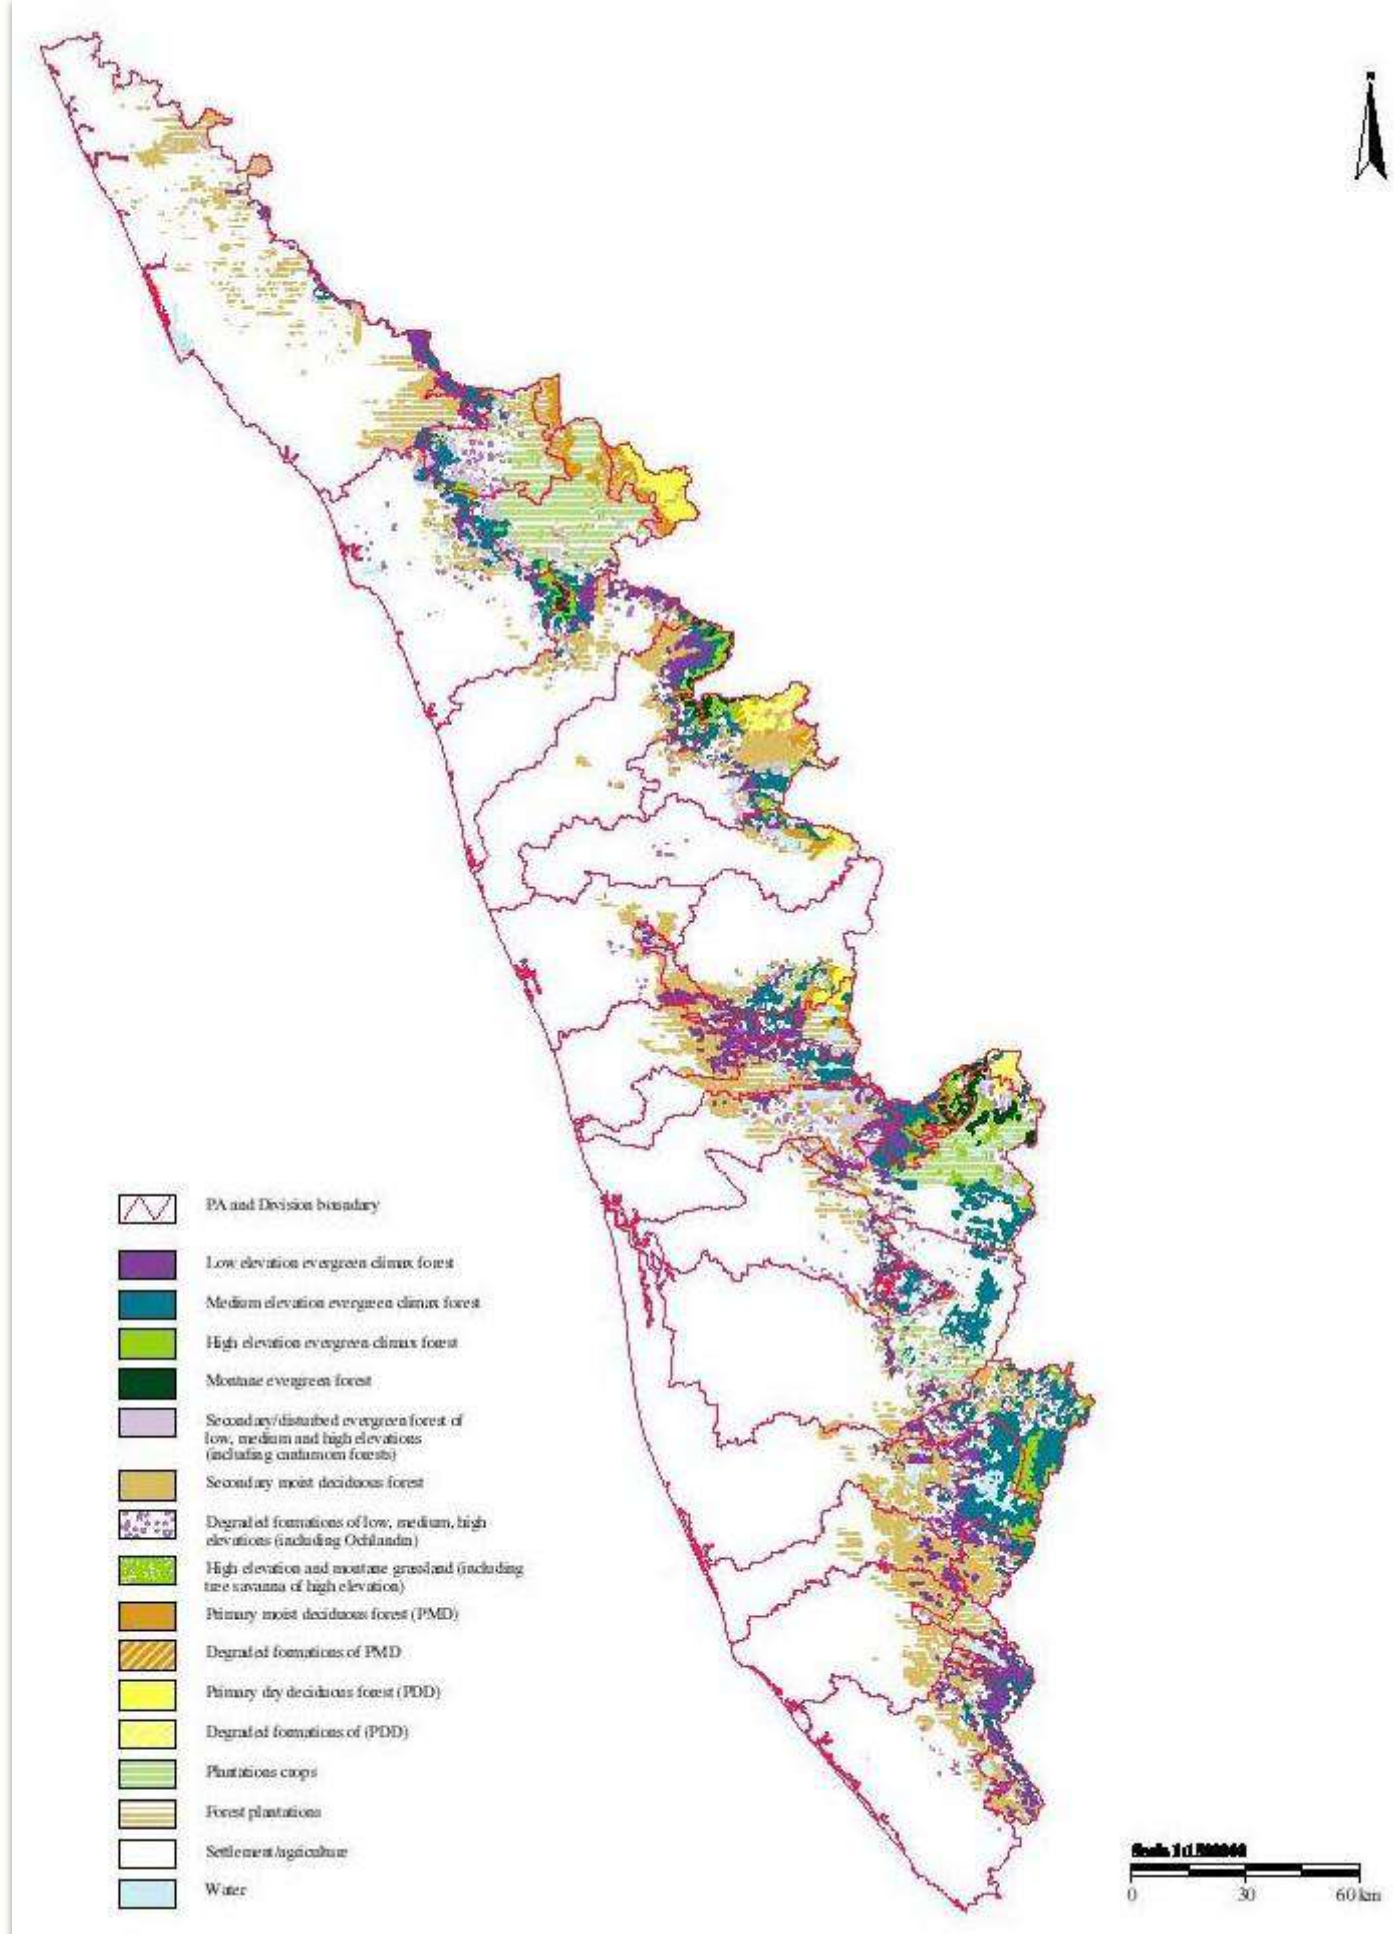 N
PA and Division boundary
Low elevation evergreen climax forest
Medium elevation evergreen climax forest
High elevation evergreen climax forest
Montane evergreen forest
Secondary/disturbed evergreen forest of
low, medium and high elevations
(including cardamom forests)
Secondary moist deciduous forest
Degraded formations of low, medium, high
elevations (including Ochlandra)
High elevation and montane grassland (including
tree savanna of high elevation)
Primary moist deciduous forest (PMD)
Degraded formations of PMD
Primary dry deciduous forest (PDD)
Degraded formations of (PDD)
Plantations crops
Forest plantations
Settlement/agriculture
Water
Scale
0 30 60 km